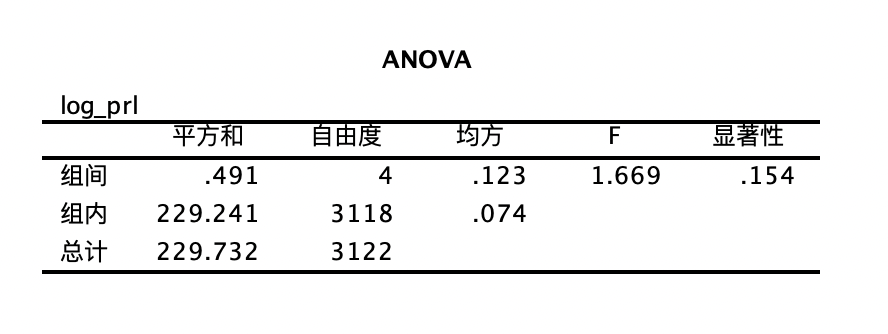 ANOVA
log_prl
平方和 自由度 均方 F 显著性
组间 .491 4 .123 1.669 .154
组内 229.241 3118 .074
总计 229.732 3122